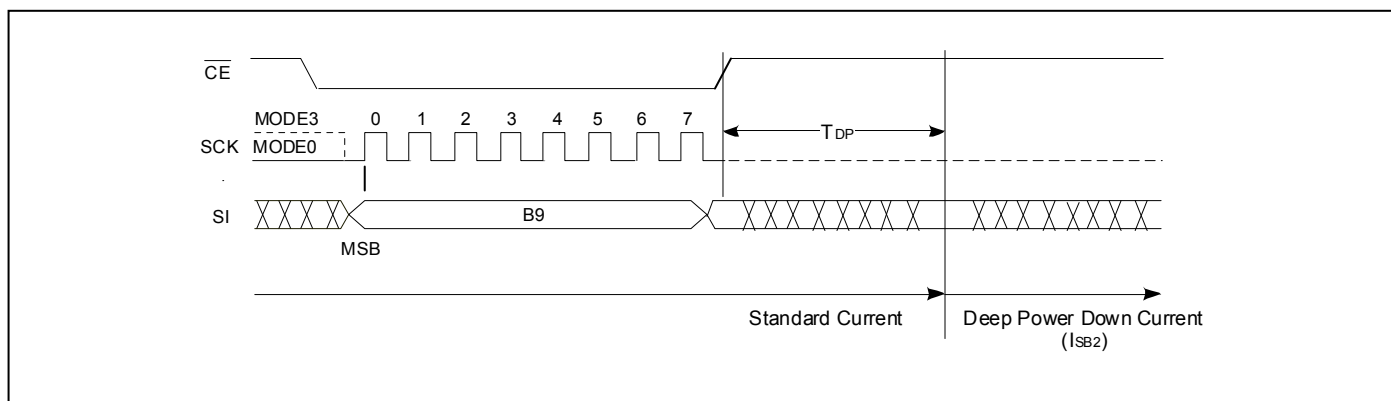 CE
MODE3 0 1 2 3 4 5 6 7
TDP
SCK MODE0
SI B9
MSB
Standard Current Deep Power Down Current
(ISB2)